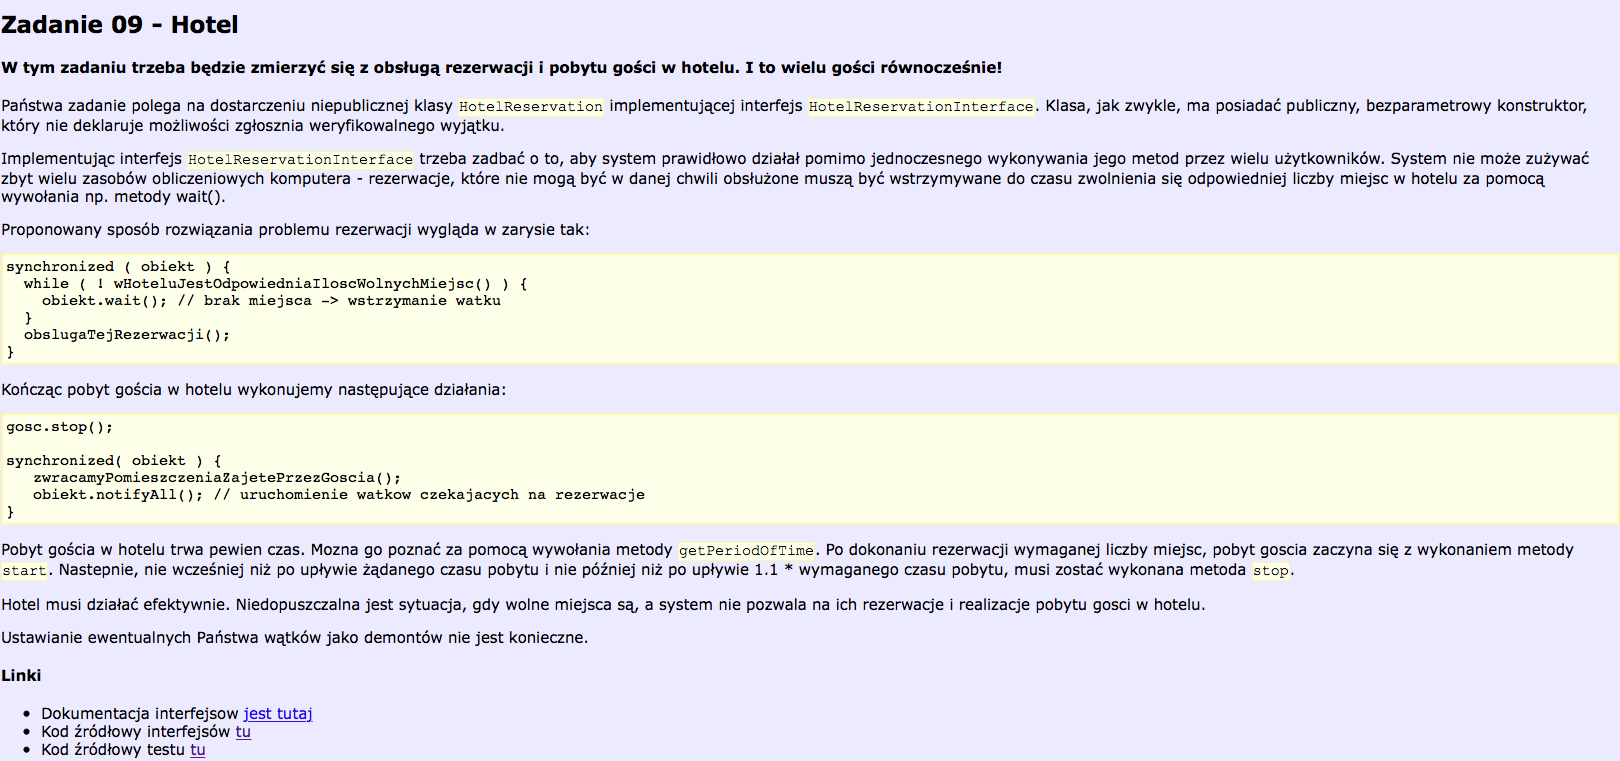 Zadanie 09 – Hotel
W tym zadaniu trzeba będzie zmierzyć się z obsługą rezerwacji i pobytu gości w hotelu. I to wielu gości równocześnie!
Państwa zadanie polega na dostarczeniu niepublicznej klasy HotelReservation implementującej interfejs HotelReservationInterface. Klasa, jak zwykle, ma posiadać publiczny, bezparametrowy konstruktor,
który nie deklaruje możliwości zgłosznia weryfikowalnego wyjątku.
Implementując interfejs HotelReservationInterface trzeba zadbać o to, aby system prawidłowo działał pomimo jednoczesnego wykonywania jego metod przez wielu użytkowników. System nie może zużywać
zbyt wielu zasobów obliczeniowych komputera - rezerwacje, które nie mogą być w danej chwili obsłużone muszą być wstrzymywane do czasu zwolnienia się odpowiedniej liczby miejsc w hotelu za pomocą
wywołania np. metody wait().
Proponowany sposób rozwiązania problemu rezerwacji wygląda w zarysie tak:
synchronized ( obiekt ) {
  while ( ! wHoteluJestOdpowiedniaIloscWolnychMiejsc() ) {
    obiekt.wait(); // brak miejsca -> wstrzymanie watku
  }
  obslugaTejRezerwacji();
}
Kończąc pobyt gościa w hotelu wykonujemy następujące działania:
gosc.stop();
synchronized( obiekt ) {
   zwracamyPomieszczeniaZajetePrzezGoscia();
   obiekt.notifyAll(); // uruchomienie watkow czekajacych na rezerwacje
}
Pobyt gościa w hotelu trwa pewien czas. Mozna go poznać za pomocą wywołania metody getPeriodOfTime. Po dokonaniu rezerwacji wymaganej liczby miejsc, pobyt goscia zaczyna się z wykonaniem metody
start. Nastepnie, nie wcześniej niż po upływie żądanego czasu pobytu i nie później niż po upływie 1.1 * wymaganego czasu pobytu, musi zostać wykonana metoda stop.
Hotel musi działać efektywnie. Niedopuszczalna jest sytuacja, gdy wolne miejsca są, a system nie pozwala na ich rezerwacje i realizacje pobytu gosci w hotelu.
Ustawianie ewentualnych Państwa wątków jako demontów nie jest konieczne.
Linki
• Dokumentacja interfejsow jest tutaj
• Kod źródłowy interfejsów tu
• Kod źródłowy testu tu